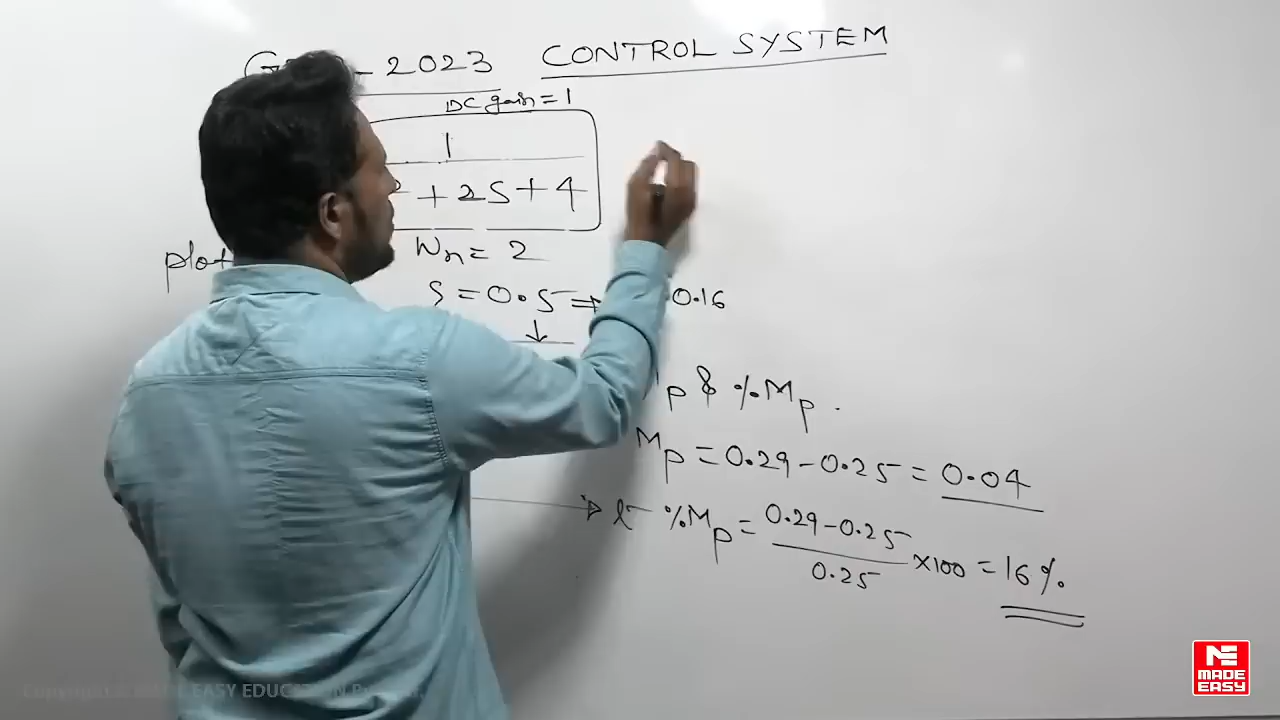 2023 CONTROL SYSTEM
DC gain = 1
1
+ 2S + 4
plot
Wn = 2
ς = 0.5 ⇒ 0.16
↓
p & %Mp.
Mp = 0.29 - 0.25 = 0.04
%Mp = 0.29 - 0.25 / 0.25 × 100 = 16%.
MADE EASY